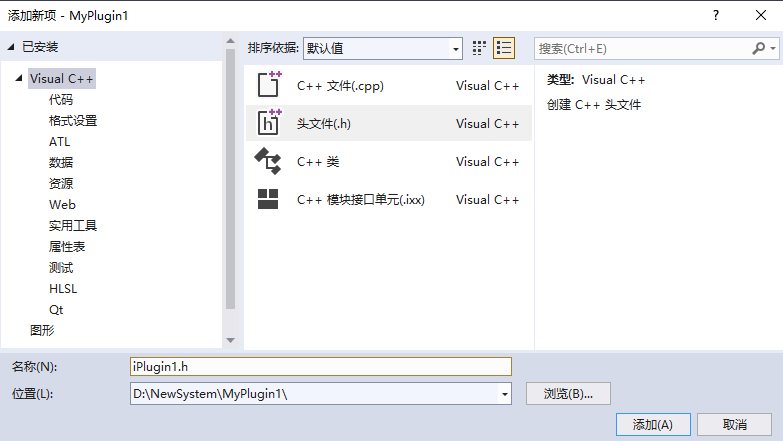 添加新项 - MyPlugin1
? ×
已安装
排序依据: 默认值
搜索(Ctrl+E)
Visual C++
代码
格式设置
ATL
数据
资源
Web
实用工具
属性表
测试
HLSL
Qt
图形
C++ 文件(.cpp) Visual C++
头文件(.h) Visual C++
C++ 类 Visual C++
C++ 模块接口单元(.ixx) Visual C++
类型: Visual C++
创建 C++ 头文件
名称(N): iPlugin1.h
位置(L): D:\NewSystem\MyPlugin1\ 浏览(B)...
添加(A) 取消